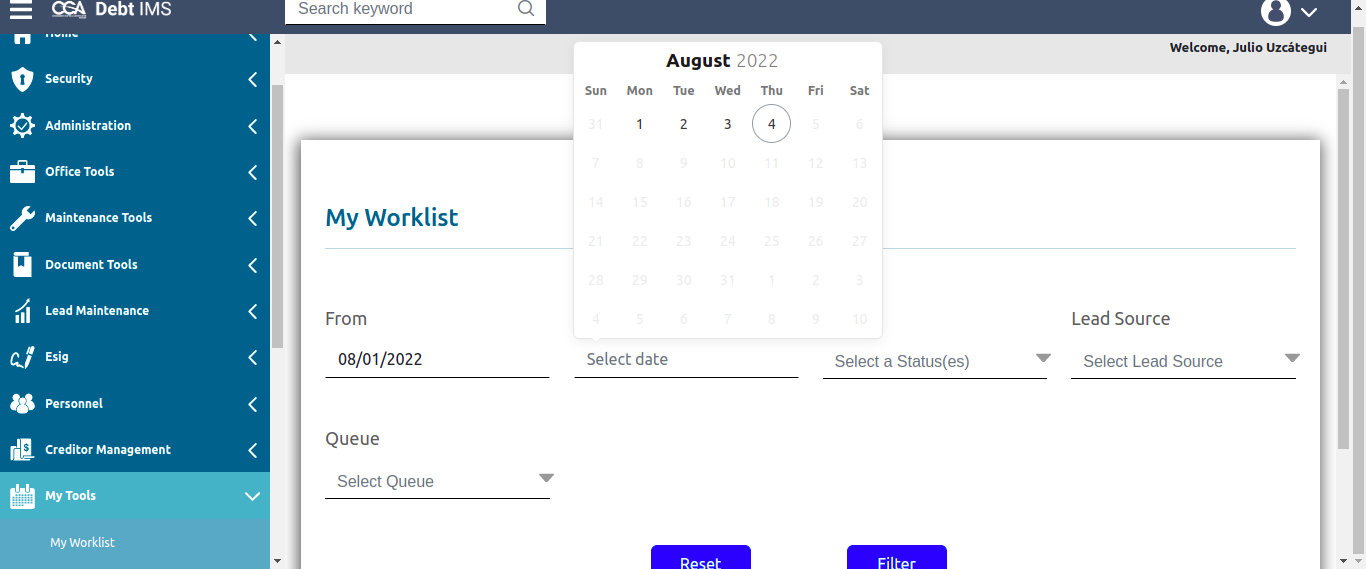 CGA Debt IMS
Search keyword
Welcome, Julio Uzcátegui
Home
Security
Administration
Office Tools
Maintenance Tools
Document Tools
Lead Maintenance
Esig
Personnel
Creditor Management
My Tools
My Worklist
My Worklist
August 2022
Sun Mon Tue Wed Thu Fri Sat
31 1 2 3 4 5 6
7 8 9 10 11 12 13
14 15 16 17 18 19 20
21 22 23 24 25 26 27
28 29 30 31 1 2 3
4 5 6 7 8 9 10
From
08/01/2022
Select date
Select a Status(es)
Lead Source
Select Lead Source
Queue
Select Queue
Reset
Filter